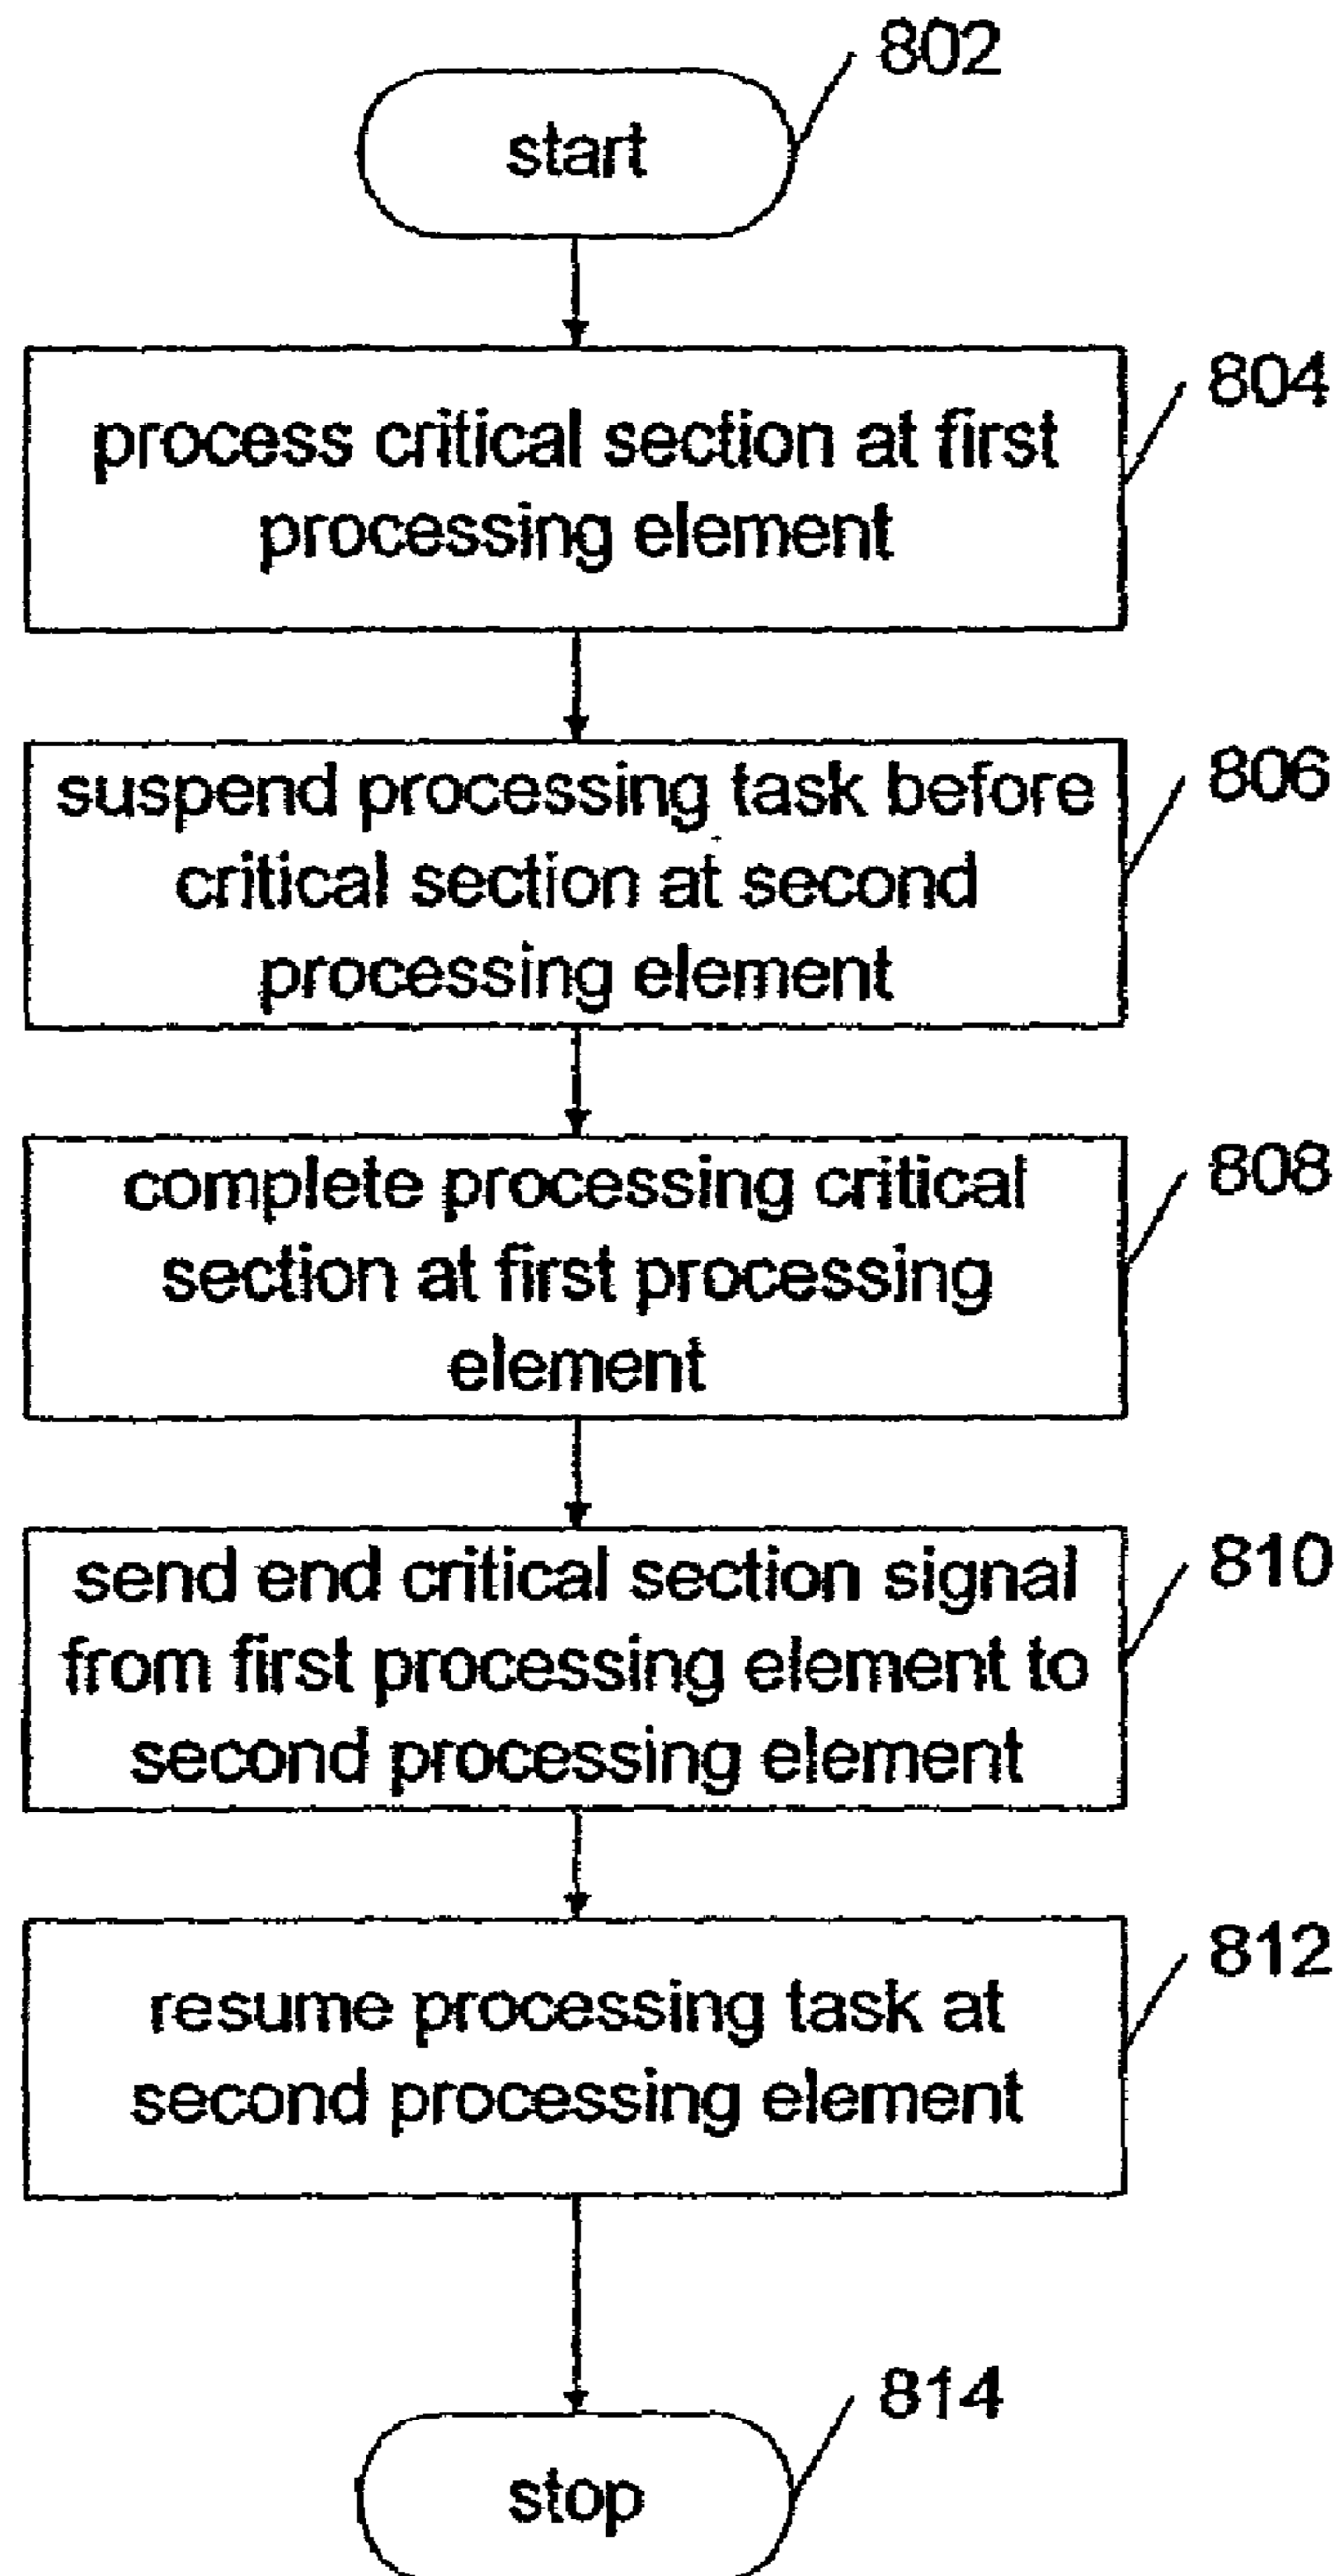 802
start
804
process critical section at first
processing element
806
suspend processing task before
critical section at second
processing element
808
complete processing critical
section at first processing
element
810
send end critical section signal
from first processing element to
second processing element
812
resume processing task at
second processing element
814
stop